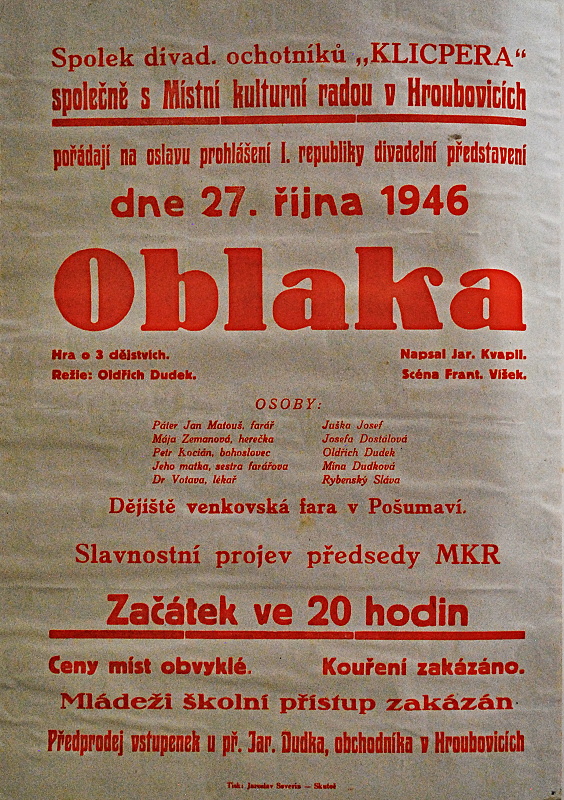 Spolek divad. ochotníků „KLICPERA“
společně s Místní kulturní radou v Hroubovicích
pořádají na oslavu prohlášení I. republiky divadelní představení
dne 27. října 1946
Oblaka
Hra o 3 dějstvích. Napsal Jar. Kvapil.
Režie: Oldřich Dudek. Scéna Frant. Víšek.
OSOBY:
Páter Jan Matouš, farář Juška Josef
Mája Zemanová, herečka Josefa Dostálová
Petr Kocián, bohoslovec Oldřich Dudek
Jeho matka, sestra farářova Mína Dudková
Dr Votava, lékař Rybenský Sláva
Dějiště venkovská fara v Pošumaví.
Slavnostní projev předsedy MKR
Začátek ve 20 hodin
Ceny míst obvyklé. Kouření zakázáno.
Mládeži školní přístup zakázán
Předprodej vstupenek u př. Jar. Dudka, obchodníka v Hroubovicích
Tisk: Jaroslav Severin — Skuteč